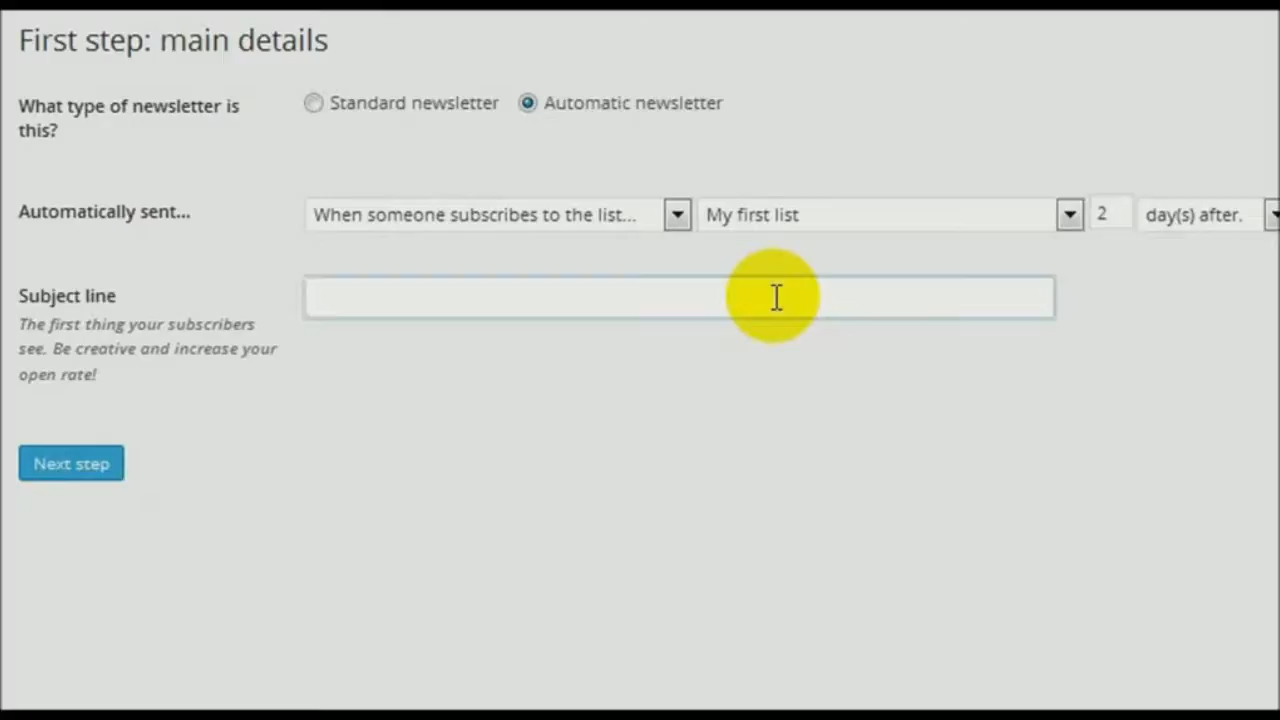 First step: main details
What type of newsletter is this?
Standard newsletter
Automatic newsletter
Automatically sent...
When someone subscribes to the list...
My first list
2
day(s) after.
Subject line
The first thing your subscribers
see. Be creative and increase your
open rate!
Next step